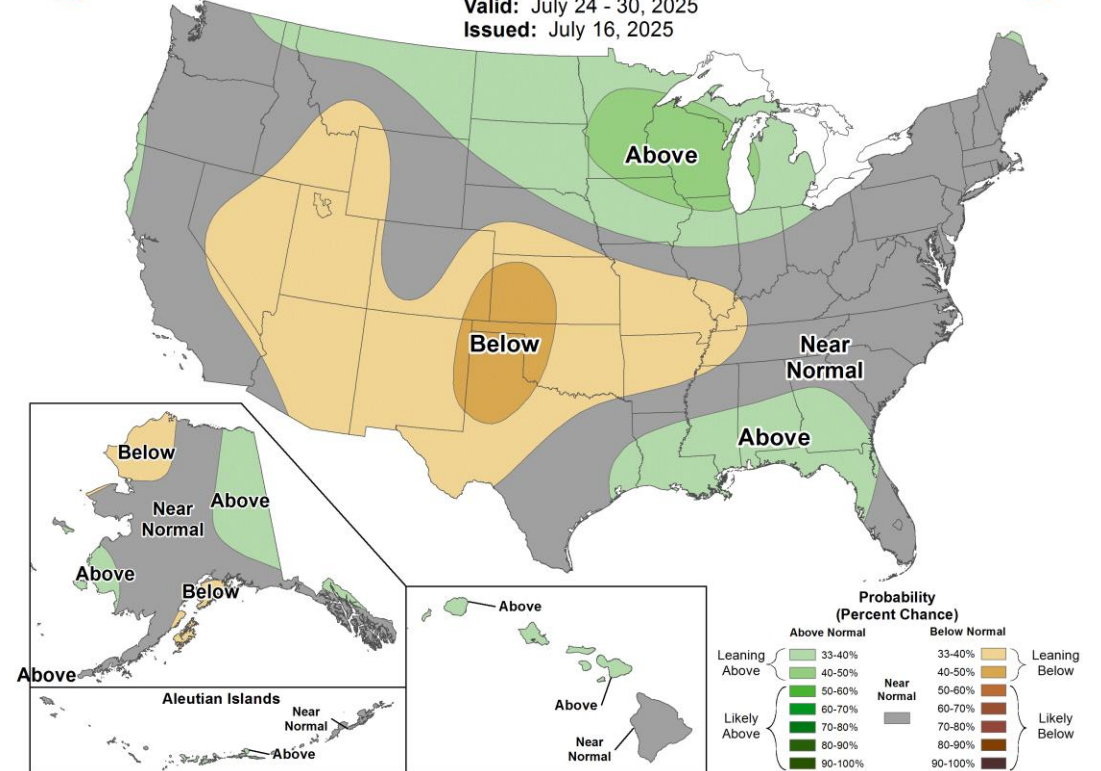 Valid: July 24 - 30, 2025
Issued: July 16, 2025
Above
Below
Near
Normal
Above
Below
Near
Normal
Above
Above
Below
Above
Aleutian Islands
Near
Normal
Above
Above
Above
Near
Normal
Probability
(Percent Chance)
Above Normal
Below Normal
Leaning
Above
33-40%
40-50%
Likely
Above
50-60%
60-70%
70-80%
80-90%
90-100%
Near
Normal
33-40%
40-50%
Leaning
Below
50-60%
60-70%
70-80%
80-90%
90-100%
Likely
Below